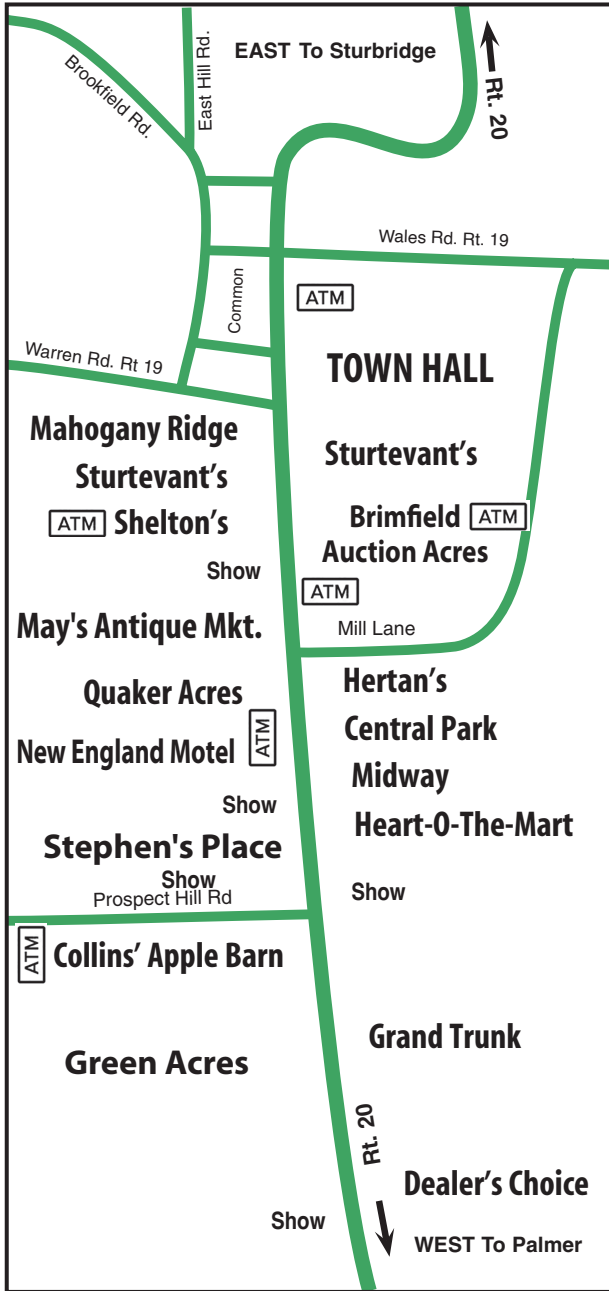 EAST To Sturbridge
Rt. 20
Brookfield Rd.
East Hill Rd.
Wales Rd. Rt. 19
Common
ATM
Warren Rd. Rt 19
TOWN HALL
Mahogany Ridge
Sturtevant's
Sturtevant's
ATM Shelton's
Brimfield ATM
Auction Acres
Show
ATM
May's Antique Mkt.
Mill Lane
Quaker Acres
Hertan's
New England Motel ATM
Central Park
Midway
Show
Heart-O-The-Mart
Stephen's Place
Show
Show
Prospect Hill Rd
ATM Collins' Apple Barn
Grand Trunk
Green Acres
Rt. 20
Dealer's Choice
Show
WEST To Palmer